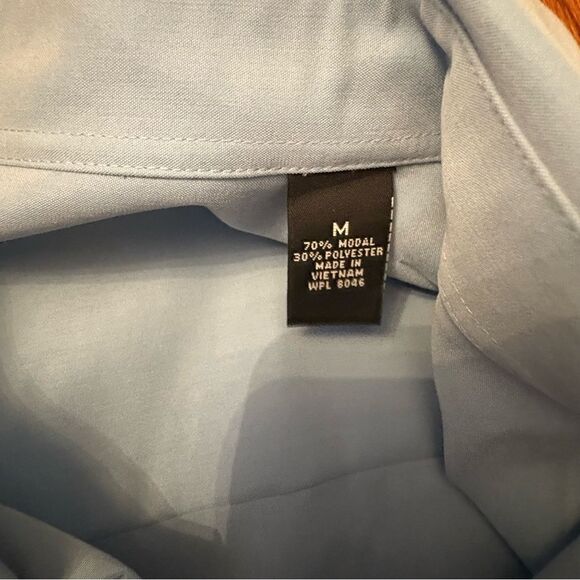 M
70% MODAL
30% POLYESTER
MADE IN
VIETNAM
WPL 8046